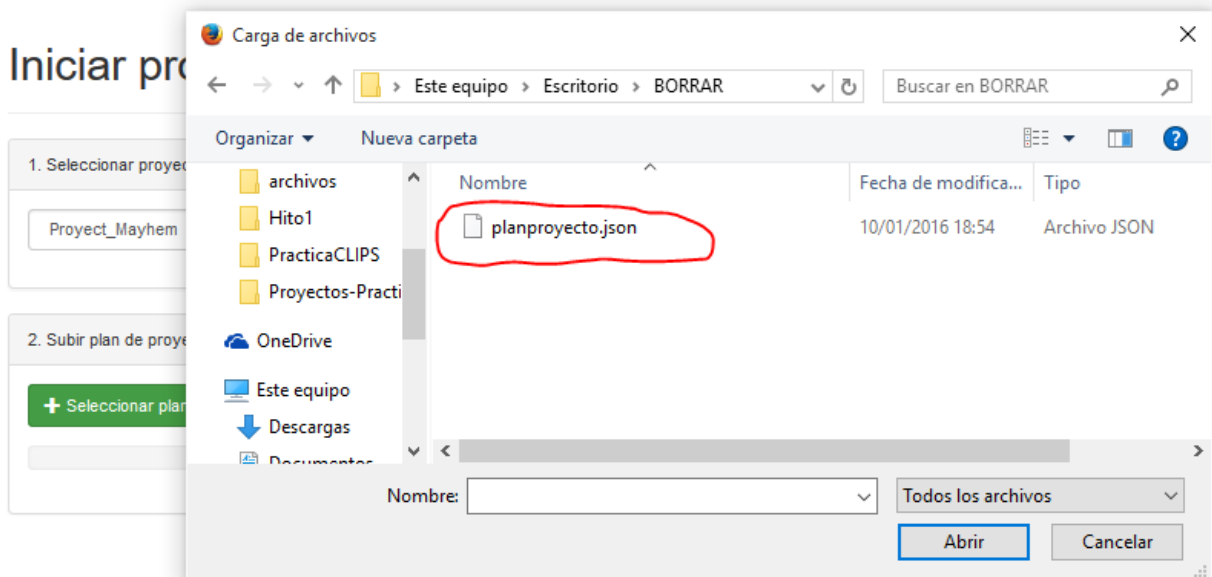 Iniciar pro
1. Seleccionar proyec
Proyect_Mayhem
2. Subir plan de proye
Seleccionar plan
Carga de archivos
Este equipo > Escritorio > BORRAR
Buscar en BORRAR
Organizar
Nueva carpeta
archivos
Hito1
PracticaCLIPS
Proyectos-Practi
OneDrive
Este equipo
Descargas
Documentos
Nombre Fecha de modifica... Tipo
planproyecto.json 10/01/2016 18:54 Archivo JSON
Nombre:
Todos los archivos
Abrir
Cancelar